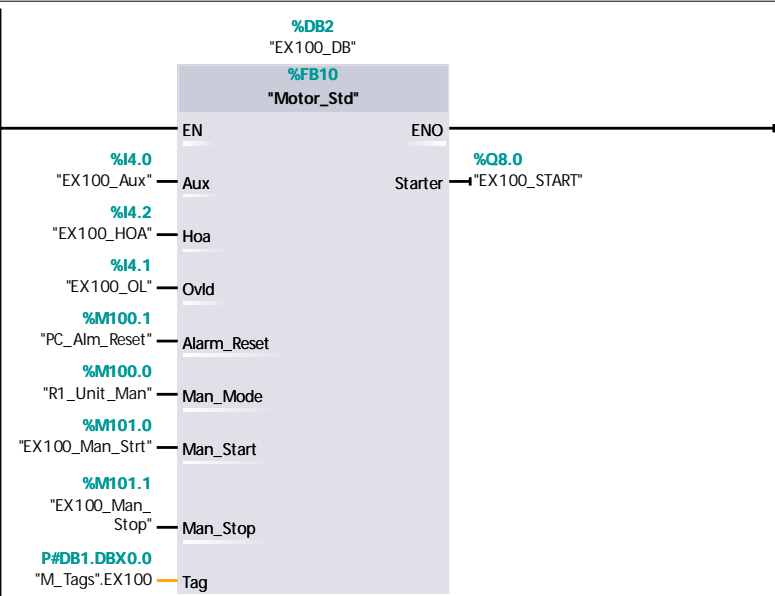 %DB2
"EX100_DB"
%FB10
"Motor_Std"
EN ENO
%I4.0
"EX100_Aux" Aux
%Q8.0
Starter "EX100_START"
%I4.2
"EX100_HOA" Hoa
%I4.1
"EX100_OL" Ovld
%M100.1
"PC_Alm_Reset" Alarm_Reset
%M100.0
"R1_Unit_Man" Man_Mode
%M101.0
"EX100_Man_Strt" Man_Start
%M101.1
"EX100_Man_
Stop" Man_Stop
P#DB1.DBX0.0
"M_Tags".EX100 Tag